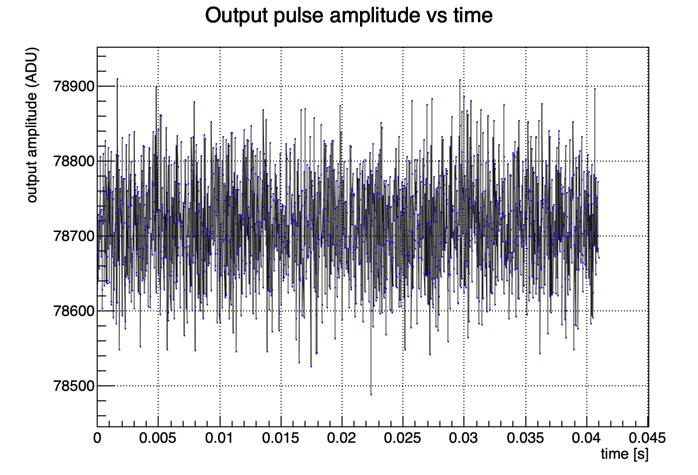 Output pulse amplitude vs time
output amplitude (ADU)
78900
78800
78700
78600
78500
0 0.005 0.01 0.015 0.02 0.025 0.03 0.035 0.04 0.045
time [s]